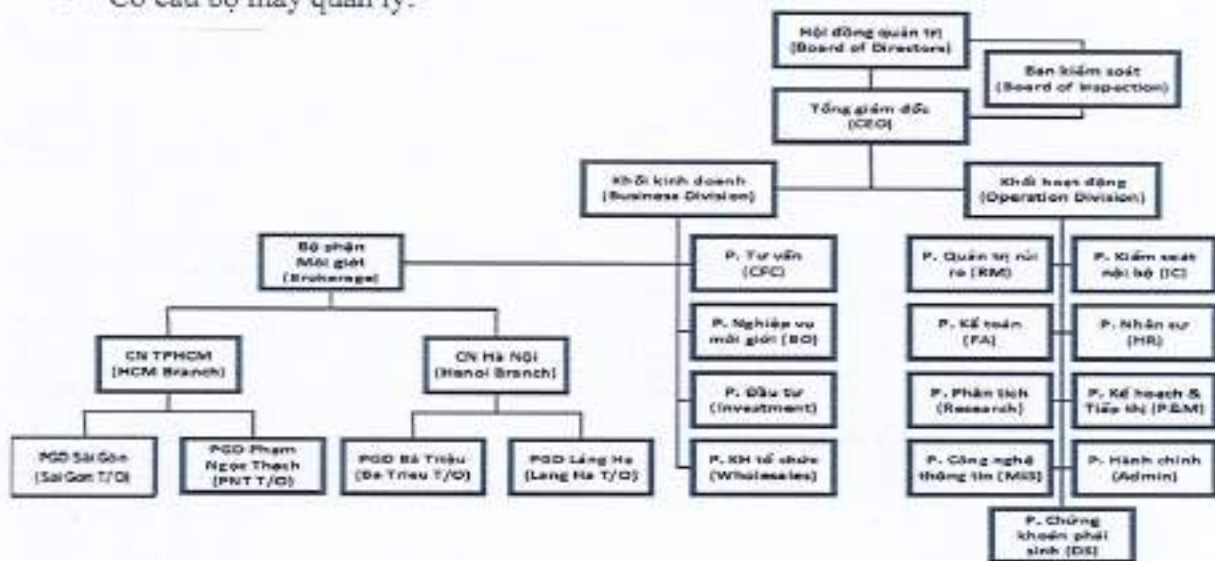 Cơ cấu bộ máy quản lý:
Hội đồng quản trị
(Board of Directors)
Ban kiểm soát
(Board of Inspection)
Tổng giám đốc
(CEO)
Khối kinh doanh
(Business Division)
Khối hoạt động
(Operation Division)
Bộ phận
Môi giới
(Brokerage)
P. Tư vấn
(CFC)
P. Quản trị rủi
ro (RM)
P. Kiểm soát
nội bộ (IC)
P. Nghiệp vụ
môi giới (BO)
P. Kế toán
(FA)
P. Nhân sự
(HR)
CN TPHCM
(HCM Branch)
CN Hà Nội
(Hanoi Branch)
P. Đầu tư
(Investment)
P. Phân tích
(Research)
P. Kế hoạch &
Tiếp thị (P&M)
PGD Sài Gòn
(Sai Gon T/O)
PGD Phạm
Ngọc Thạch
(PNT T/O)
PGD Bà Triệu
(Ba Trieu T/O)
PGD Láng Hạ
(Lang Ha T/O)
P. KH tổ chức
(Wholesales)
P. Công nghệ
thông tin (MIS)
P. Hành chính
(Admin)
P. Chứng
khoán phái
sinh (DS)